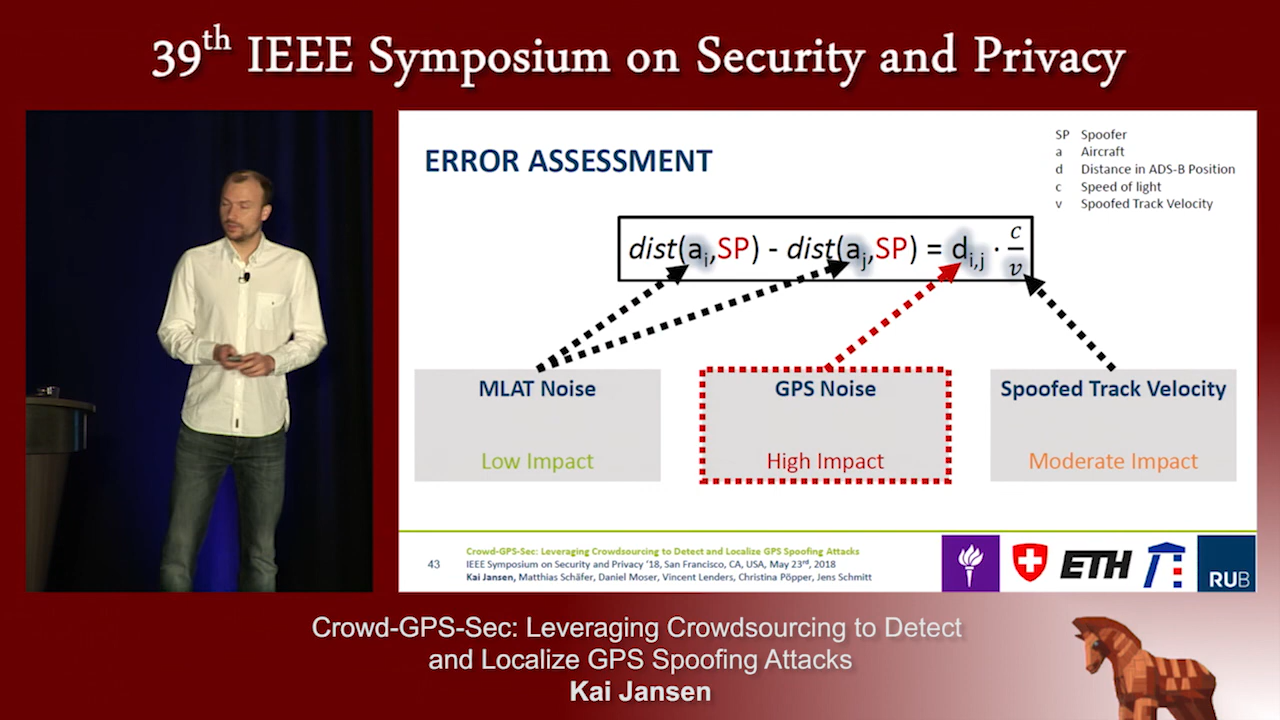 39th IEEE Symposium on Security and Privacy
ERROR ASSESSMENT
SP Spoofer
a Aircraft
d Distance in ADS-B Position
c Speed of light
v Spoofed Track Velocity
dist(ai,SP) - dist(aj,SP) = di,j · c/v
MLAT Noise
Low Impact
GPS Noise
High Impact
Spoofed Track Velocity
Moderate Impact
43
Crowd-GPS-Sec: Leveraging Crowdsourcing to Detect and Localize GPS Spoofing Attacks
IEEE Symposium on Security and Privacy '18, San Francisco, CA, USA, May 23rd, 2018
Kai Jansen, Matthias Schäfer, Daniel Moser, Vincent Lenders, Christina Pöpper, Jens Schmitt
ETH
RUB
Crowd-GPS-Sec: Leveraging Crowdsourcing to Detect
and Localize GPS Spoofing Attacks
Kai Jansen